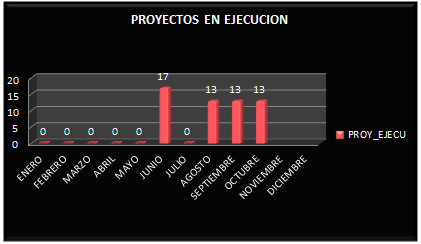 PROYECTOS EN EJECUCION
17
13 13 13
0 0 0 0 0 0
20
15
10
5
0
ENERO
FEBRERO
MARZO
ABRIL
MAYO
JUNIO
JULIO
AGOSTO
SEPTIEMBRE
OCTUBRE
NOVIEMBRE
DICIEMBRE
PROY_EJECU